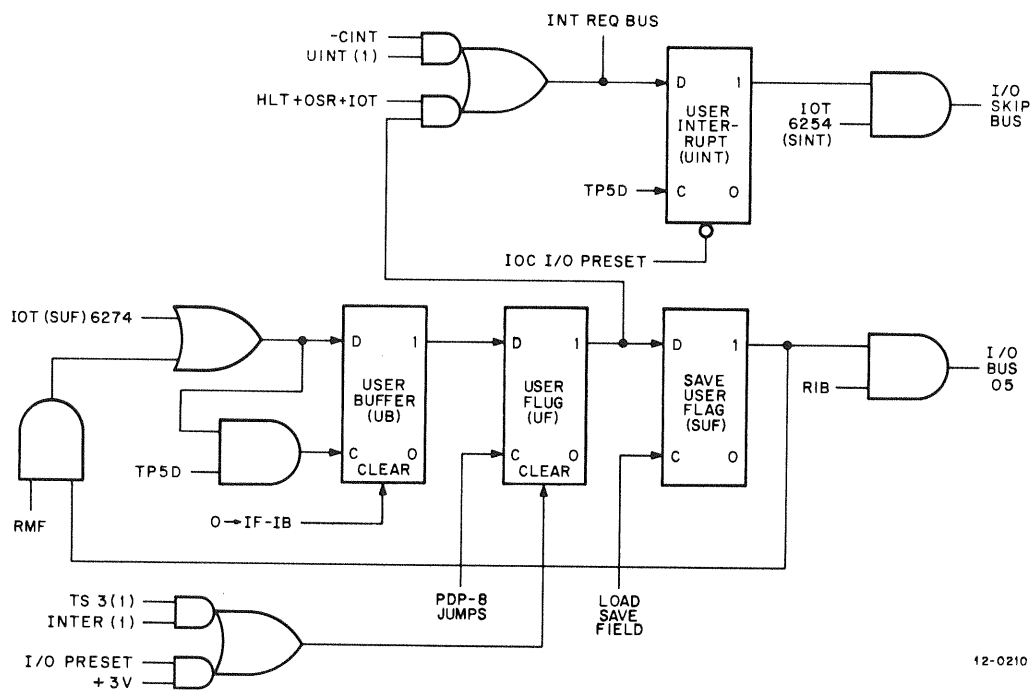 INT REQ BUS
-CINT
UINT (1)
HLT+OSR+IOT
D 1
USER
INTER-
RUPT
(UINT)
TP5D
C 0
IOC I/O PRESET
IOT
6254
(SINT)
I/O
SKIP
BUS
IOT (SUF) 6274
RMF
TP5D
D 1
USER
BUFFER
(UB)
C 0
CLEAR
0→IF-IB
D 1
USER
FLUG
(UF)
C 0
CLEAR
PDP-8
JUMPS
D 1
SAVE
USER
FLAG
(SUF)
C 0
LOAD
SAVE
FIELD
RIB
I/O
BUS
05
TS 3(1)
INTER (1)
I/O PRESET
+3V
12-0210